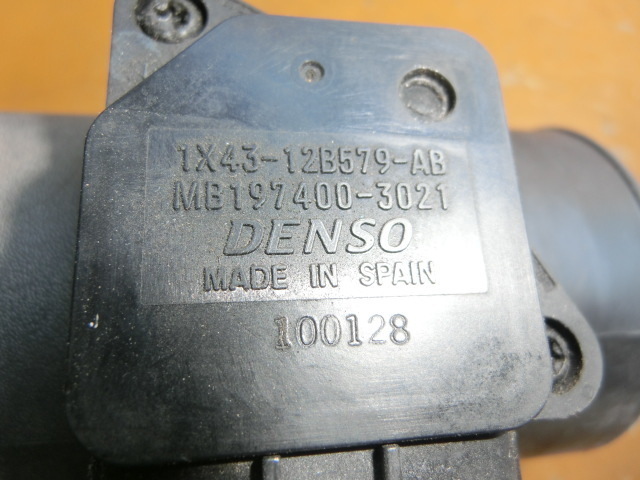 1X43-12B579-AB
MB197400-3021
DENSO
MADE IN SPAIN
100128